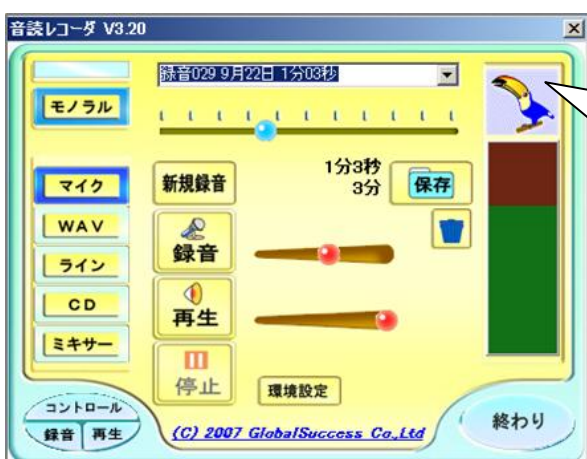 音読レコーダ V3.20
録音029 9月22日 1分03秒
モノラル
マイク
WAV
ライン
CD
ミキサー
新規録音
1分3秒
3分
保存
録音
再生
停止
環境設定
コントロール
録音 再生
(C) 2007 GlobalSuccess Co.,Ltd
終わり